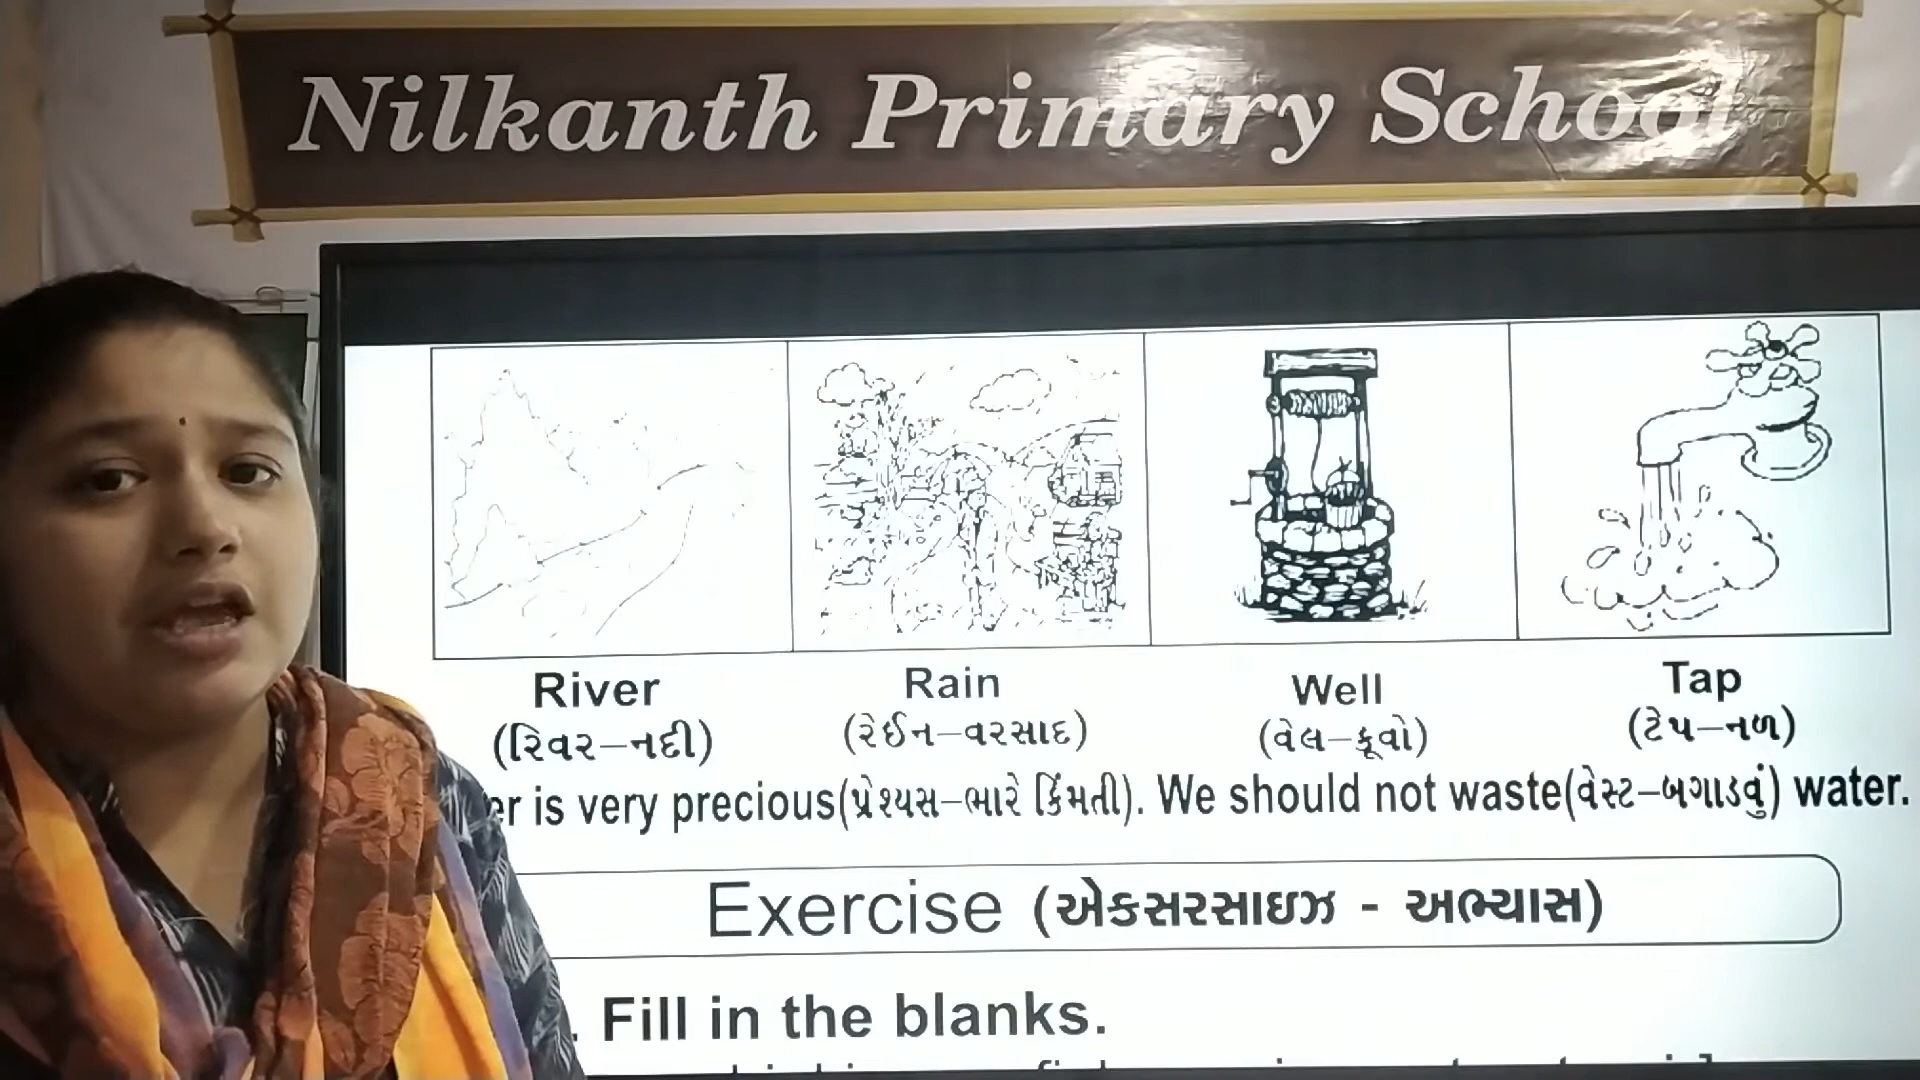 Nilkanth Primary School
River Rain Well Tap
(રિવર–નદી) (રેઈન–વરસાદ) (વેલ–કૂવો) (ટેપ–નળ)
is very precious(પ્રેશ્યસ–ભારે કિંમતી). We should not waste(વેસ્ટ–બગાડવું) water.
Exercise (એકસરસાઇઝ - અભ્યાસ)
. Fill in the blanks.